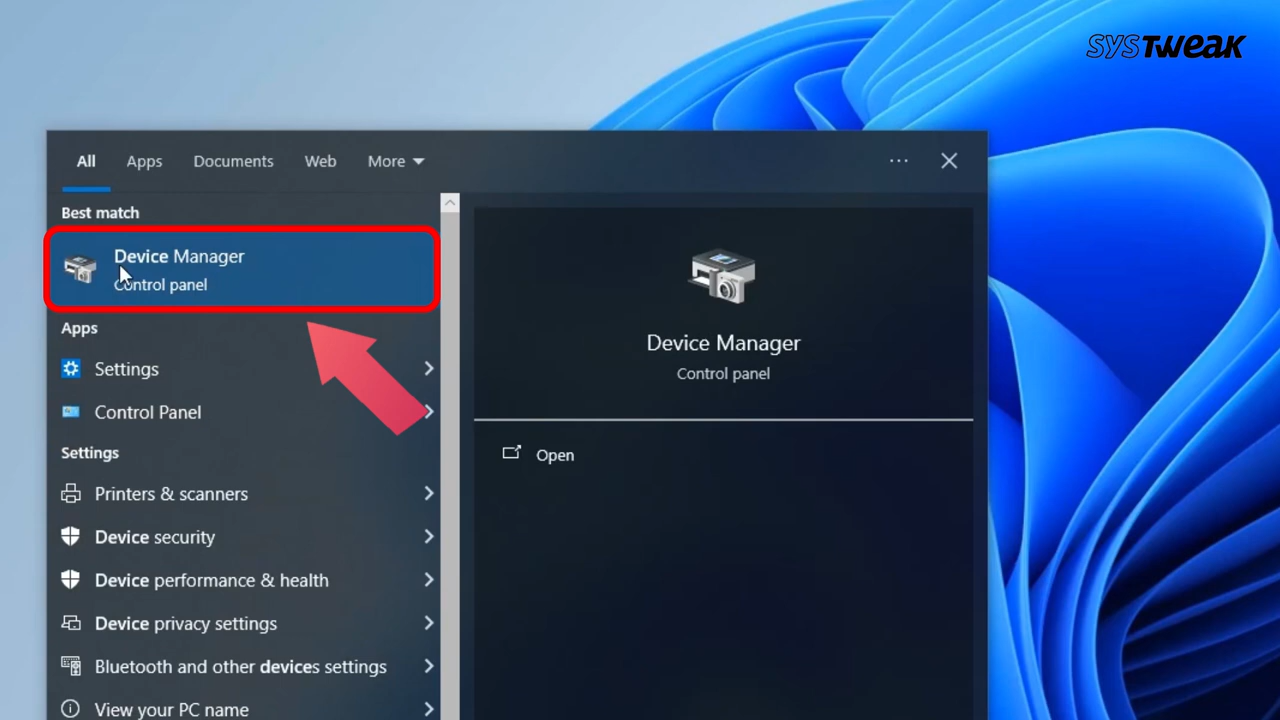 SYSTWEAK
All Apps Documents Web More
Best match
Device Manager
Control panel
Apps
Settings
Control Panel
Settings
Printers & scanners
Device security
Device performance & health
Device privacy settings
Bluetooth and other devices settings
View your PC name
Device Manager
Control panel
Open